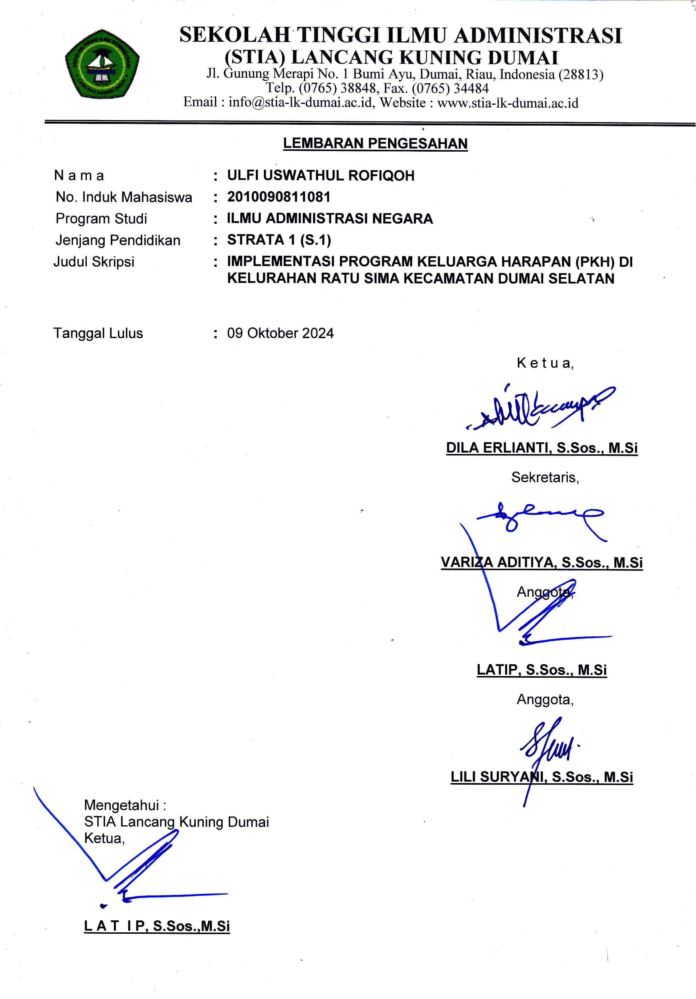 SEKOLAH TINGGI ILMU ADMINISTRASI
(STIA) LANCANG KUNING DUMAI
Jl. Gunung Merapi No. 1 Bumi Ayu, Dumai, Riau, Indonesia (28813)
Telp. (0765) 38848, Fax. (0765) 34484
Email : info@stia-lk-dumai.ac.id, Website : www.stia-lk-dumai.ac.id
LEMBARAN PENGESAHAN
N a m a : ULFI USWATHUL ROFIQOH
No. Induk Mahasiswa : 2010090811081
Program Studi : ILMU ADMINISTRASI NEGARA
Jenjang Pendidikan : STRATA 1 (S.1)
Judul Skripsi : IMPLEMENTASI PROGRAM KELUARGA HARAPAN (PKH) DI
KELURAHAN RATU SIMA KECAMATAN DUMAI SELATAN
Tanggal Lulus : 09 Oktober 2024
K e t u a,
DILA ERLIANTI, S.Sos., M.Si
Sekretaris,
VARIZA ADITIYA, S.Sos., M.Si
Anggota,
LATIP, S.Sos., M.Si
Anggota,
LILI SURYANI, S.Sos., M.Si
Mengetahui :
STIA Lancang Kuning Dumai
Ketua,
L A T I P, S.Sos.,M.Si